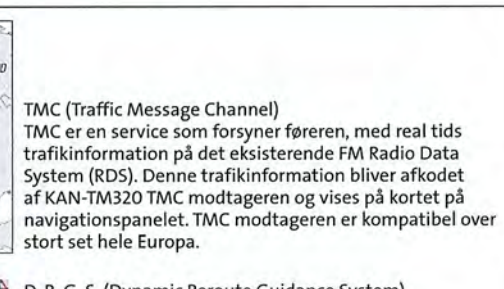 TMC (Traffic Message Channel)
TMC er en service som forsyner føreren, med real tids
trafikinformation på det eksisterende FM Radio Data
System (RDS). Denne trafikinformation bliver afkodet
af KAN-TM320 TMC modtageren og vises på kortet på
navigationspanelet. TMC modtageren er kompatibel over
stort set hele Europa.
D. R. G. S. (Dynamic Reroute Guidance System)